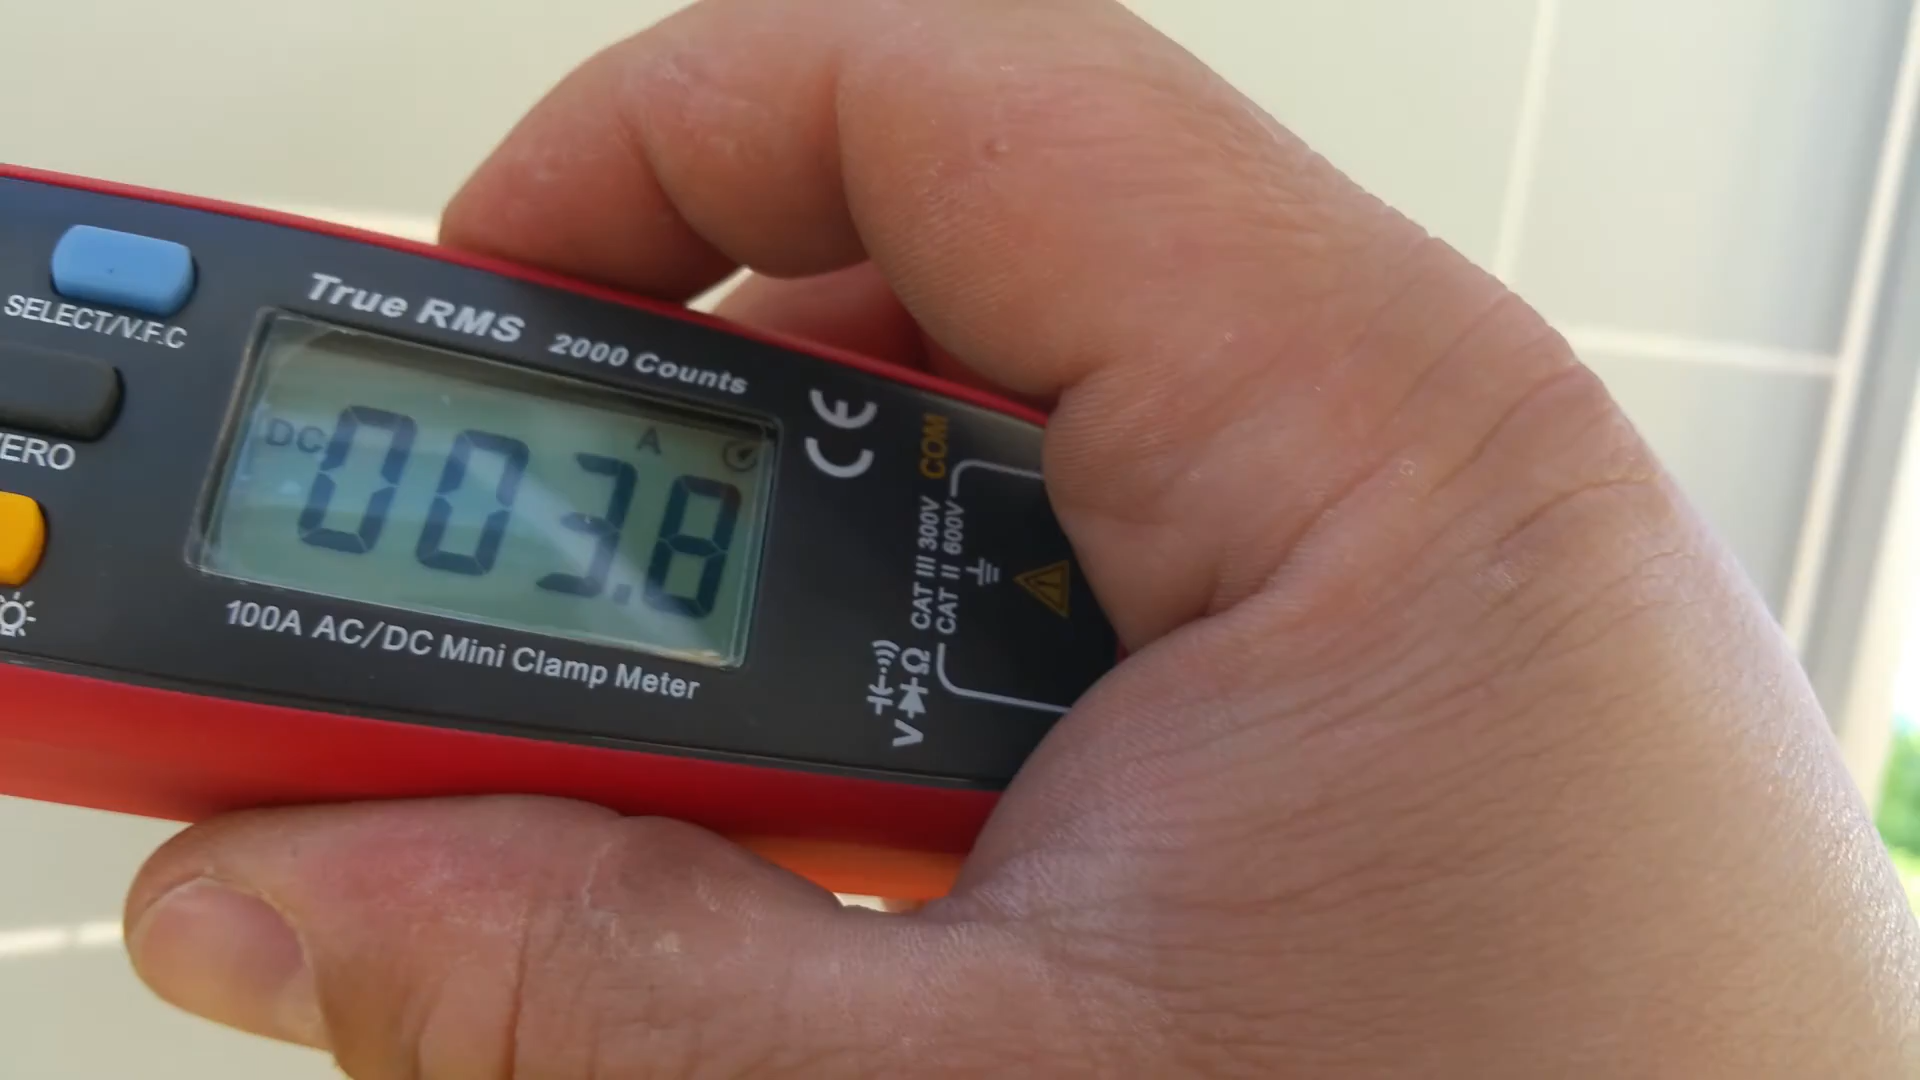 SELECT/V.F.C
ERO
True RMS 2000 Counts
DC 003.8 A
100A AC/DC Mini Clamp Meter
CE
COM
CAT III 300V
CAT II 600V
V Ω